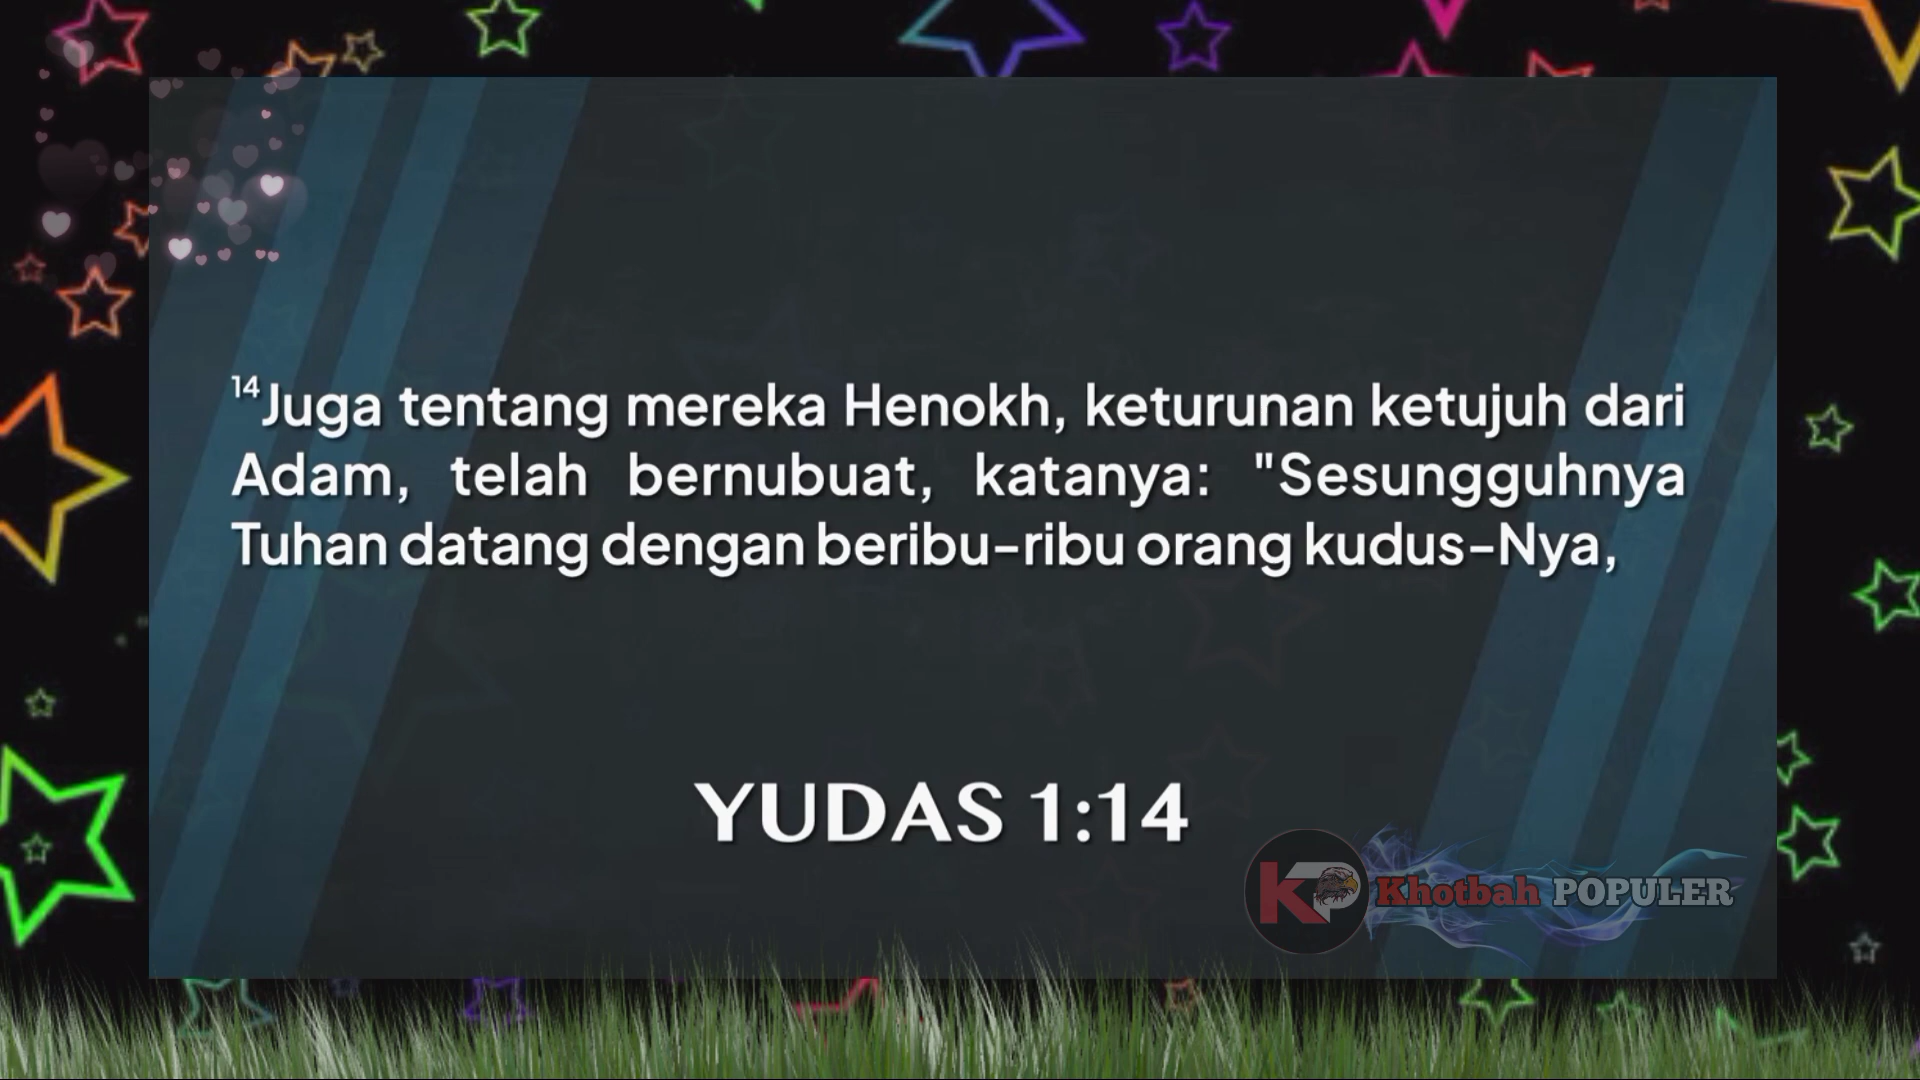 14Juga tentang mereka Henokh, keturunan ketujuh dari
Adam, telah bernubuat, katanya: "Sesungguhnya
Tuhan datang dengan beribu-ribu orang kudus-Nya,
YUDAS 1:14
KP Khotbah POPULER